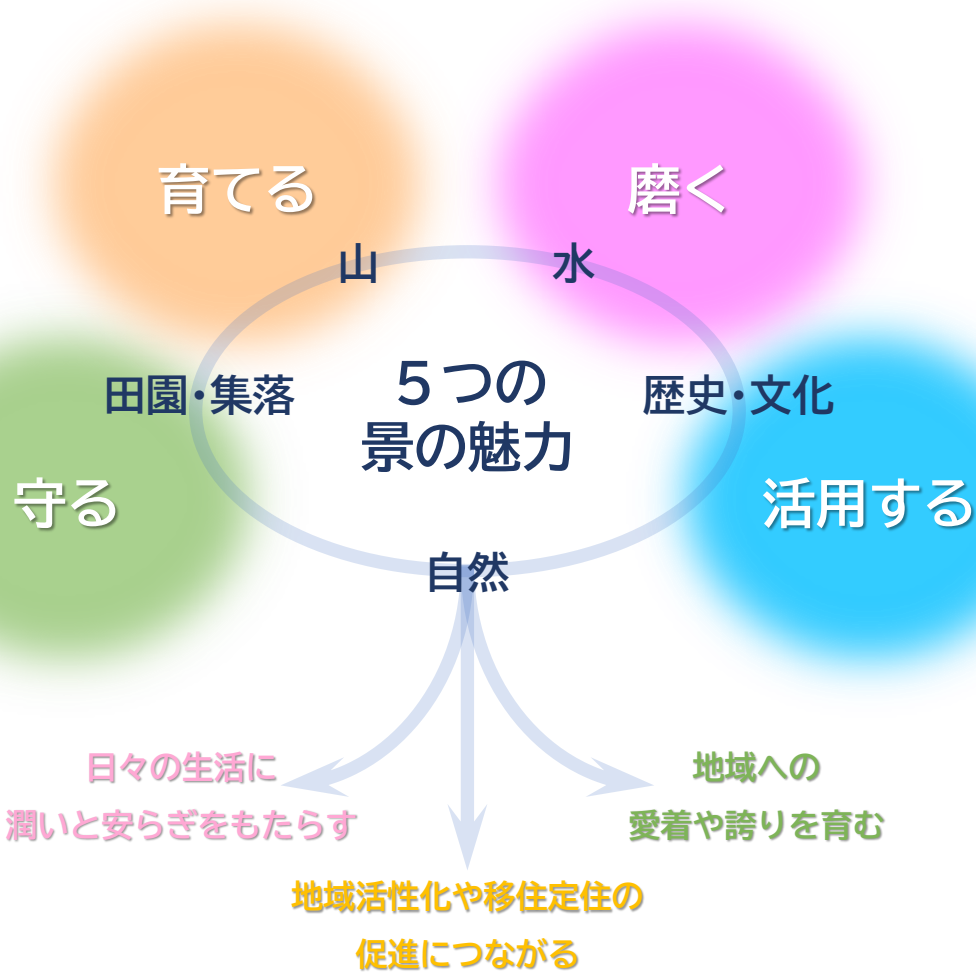 育てる
磨く
山
水
田園・集落
５つの
景の魅力
歴史・文化
守る
活用する
自然
日々の生活に
潤いと安らぎをもたらす
地域への
愛着や誇りを育む
地域活性化や移住定住の
促進につながる